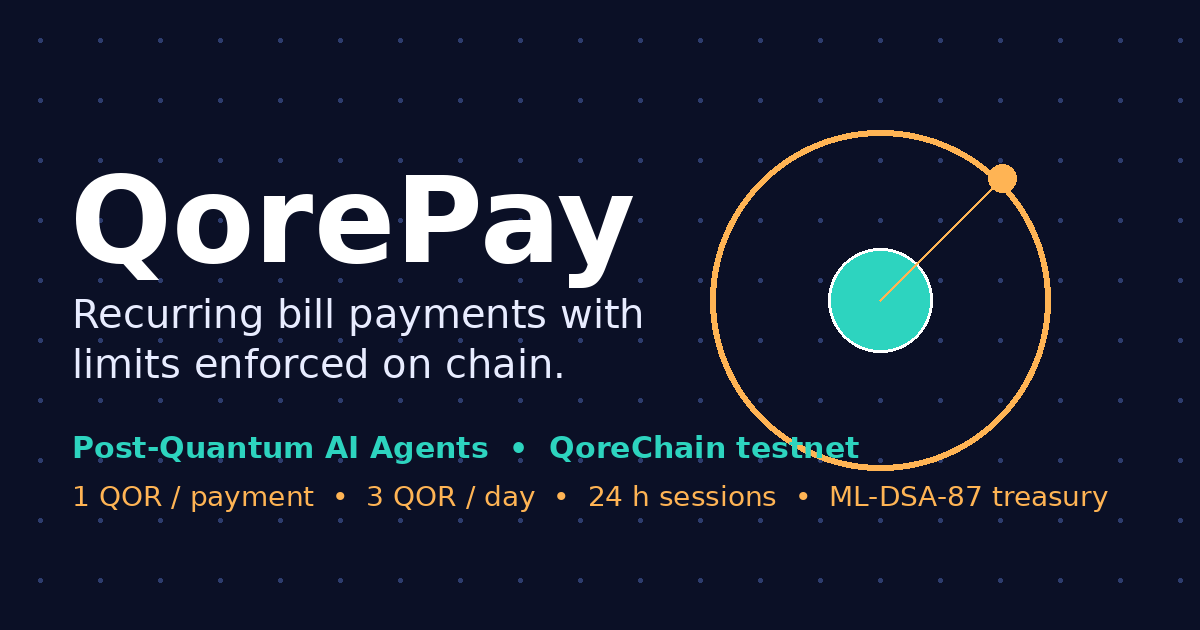 QorePay
Recurring bill payments with
limits enforced on chain.
Post-Quantum AI Agents • QoreChain testnet
1 QOR / payment • 3 QOR / day • 24 h sessions • ML-DSA-87 treasury